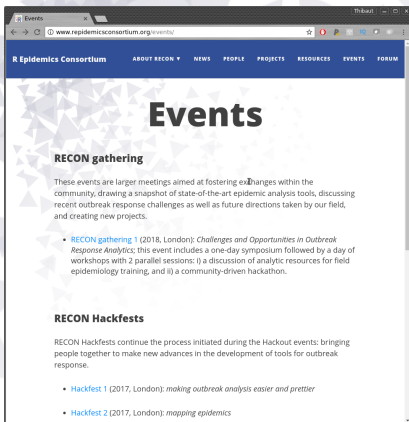 Events
Thibaut
www.repidemicsconsortium.org/events/
R Epidemics Consortium
ABOUT RECON ▼ NEWS PEOPLE PROJECTS RESOURCES EVENTS FORUM
Events
RECON gathering
These events are larger meetings aimed at fostering exchanges within the
community, drawing a snapshot of state-of-the-art epidemic analysis tools, discussing
recent outbreak response challenges as well as future directions taken by our field,
and creating new projects.
• RECON gathering 1 (2018, London): Challenges and Opportunities in Outbreak
Response Analytics; this event includes a one-day symposium followed by a day of
workshops with 2 parallel sessions: i) a discussion of analytic resources for field
epidemiology training, and ii) a community-driven hackathon.
RECON Hackfests
RECON Hackfests continue the process initiated during the Hackout events: bringing
people together to make new advances in the development of tools for outbreak
response.
• Hackfest 1 (2017, London): making outbreak analysis easier and prettier
• Hackfest 2 (2017, London): mapping epidemics